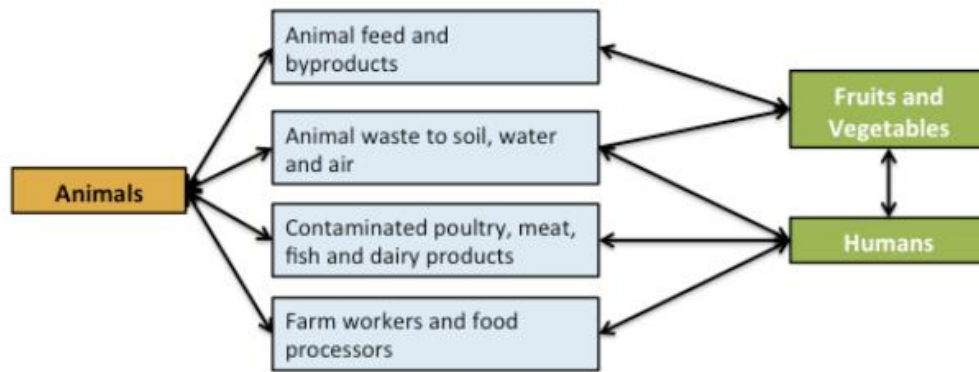 Animals
Animal feed and
byproducts
Animal waste to soil, water
and air
Contaminated poultry, meat,
fish and dairy products
Farm workers and food
processors
Fruits and
Vegetables
Humans